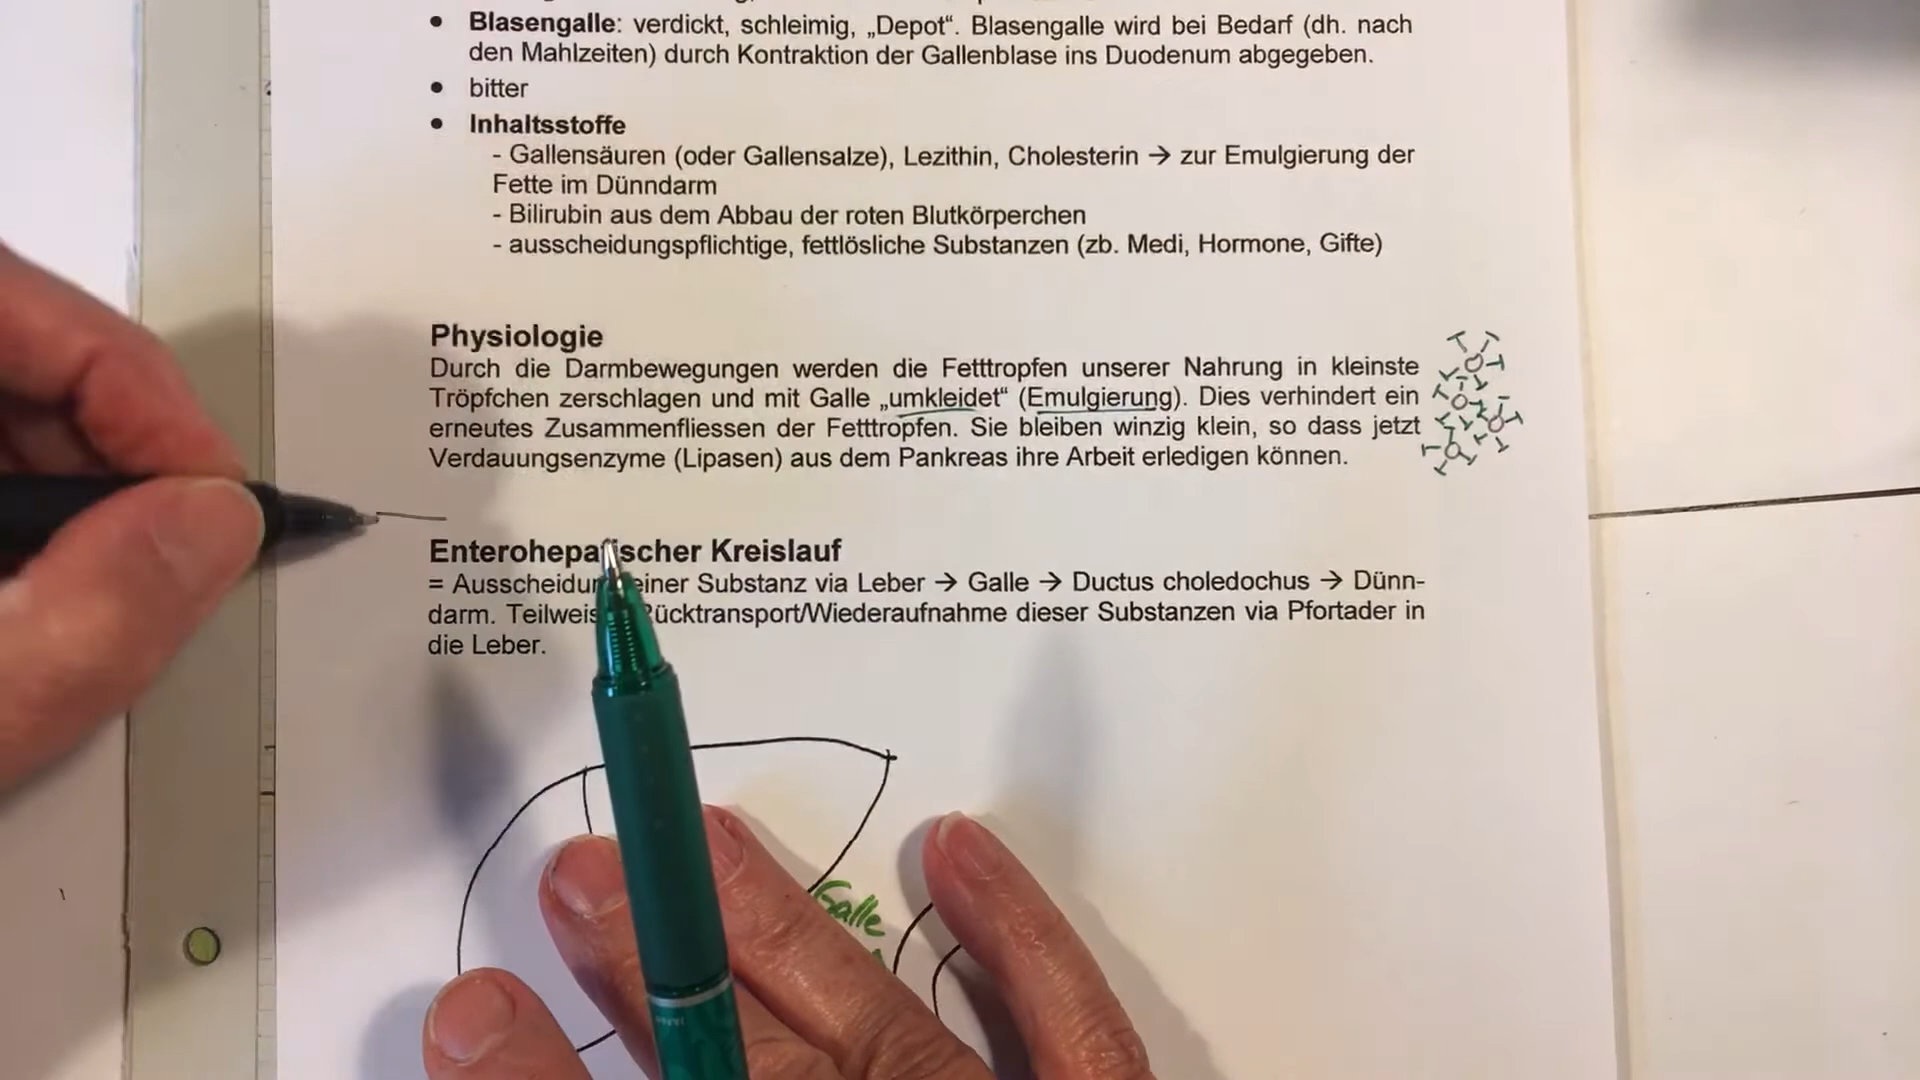 • Blasengalle: verdickt, schleimig, „Depot“. Blasengalle wird bei Bedarf (dh. nach
den Mahlzeiten) durch Kontraktion der Gallenblase ins Duodenum abgegeben.
• bitter
• Inhaltsstoffe
- Gallensäuren (oder Gallensalze), Lezithin, Cholesterin → zur Emulgierung der
Fette im Dünndarm
- Bilirubin aus dem Abbau der roten Blutkörperchen
- ausscheidungspflichtige, fettlösliche Substanzen (zb. Medi, Hormone, Gifte)
Physiologie
Durch die Darmbewegungen werden die Fetttropfen unserer Nahrung in kleinste
Tröpfchen zerschlagen und mit Galle „umkleidet“ (Emulgierung). Dies verhindert ein
erneutes Zusammenfliessen der Fetttropfen. Sie bleiben winzig klein, so dass jetzt
Verdauungsenzyme (Lipasen) aus dem Pankreas ihre Arbeit erledigen können.
Enterohepatischer Kreislauf
= Ausscheidung einer Substanz via Leber → Galle → Ductus choledochus → Dünn-
darm. Teilweise Rücktransport/Wiederaufnahme dieser Substanzen via Pfortader in
die Leber.
Galle